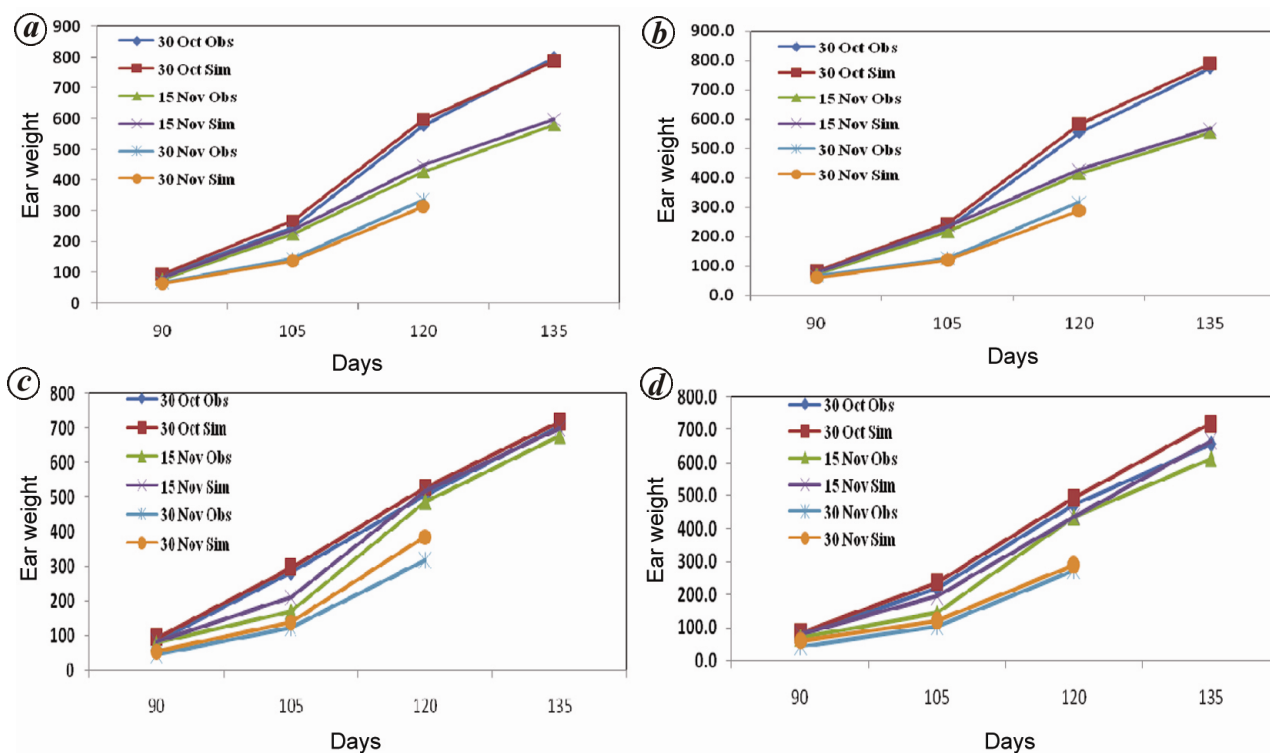 a
900
800
700
600
500
400
300
200
100
0
Ear weight
30 Oct Obs
30 Oct Sim
15 Nov Obs
15 Nov Sim
30 Nov Obs
30 Nov Sim
90 105 120 135
Days
b
900.0
800.0
700.0
600.0
500.0
400.0
300.0
200.0
100.0
0.0
Ear weight
30 Oct Obs
30 Oct Sim
15 Nov Obs
15 Nov Sim
30 Nov Obs
30 Nov Sim
90 105 120 135
Days
c
800
700
600
500
400
300
200
100
0
Ear weight
30 Oct Obs
30 Oct Sim
15 Nov Obs
15 Nov Sim
30 Nov Obs
30 Nov Sim
90 105 120 135
Days
d
800.0
700.0
600.0
500.0
400.0
300.0
200.0
100.0
0.0
Ear weight
30 Oct Obs
30 Oct Sim
15 Nov Obs
15 Nov Sim
30 Nov Obs
30 Nov Sim
90 105 120 135
Days